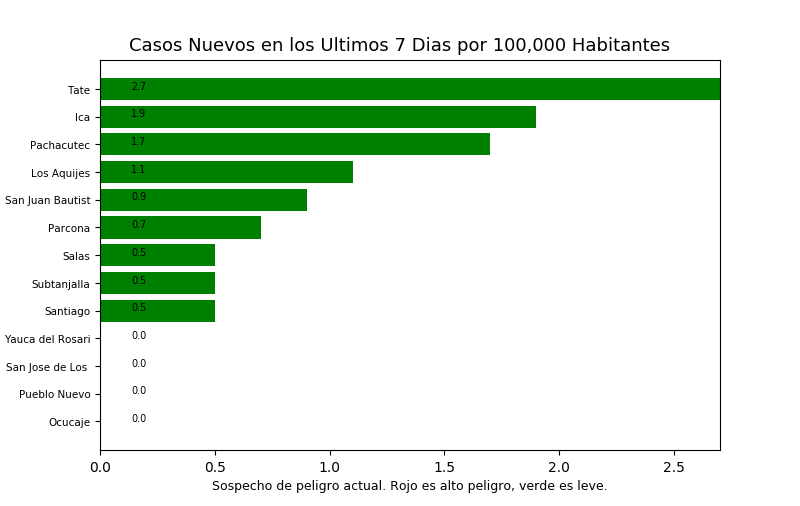 Casos Nuevos en los Ultimos 7 Dias por 100,000 Habitantes
Tate 2.7
Ica 1.9
Pachacutec 1.7
Los Aquijes 1.1
San Juan Bautist 0.9
Parcona 0.7
Salas 0.5
Subtanjalla 0.5
Santiago 0.5
Yauca del Rosari 0.0
San Jose de Los 0.0
Pueblo Nuevo 0.0
Ocucaje 0.0
0.0 0.5 1.0 1.5 2.0 2.5
Sospecho de peligro actual. Rojo es alto peligro, verde es leve.